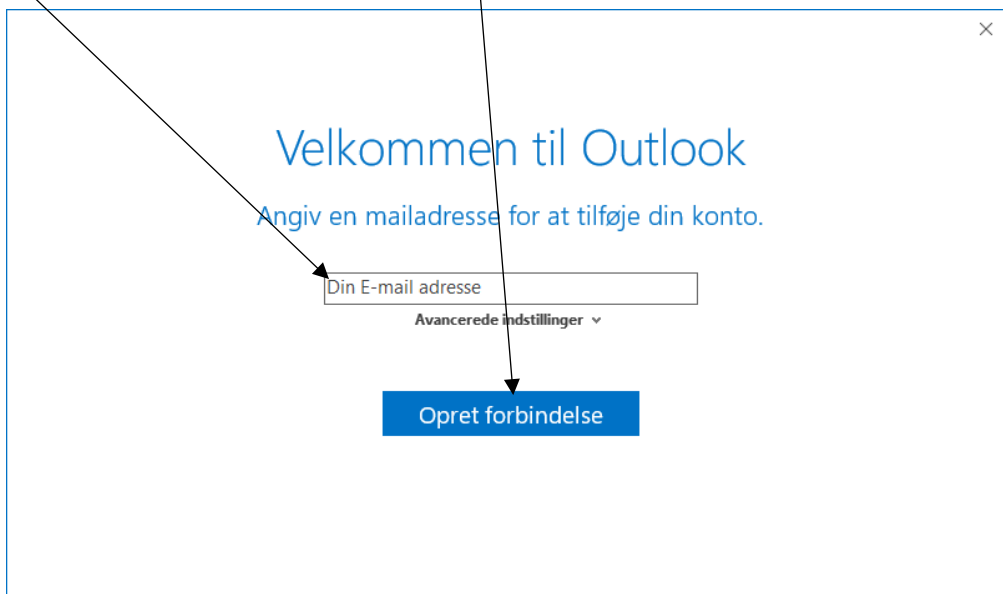 Velkommen til Outlook
Angiv en mailadresse for at tilføje din konto.
Din E-mail adresse
Avancerede indstillinger
Opret forbindelse